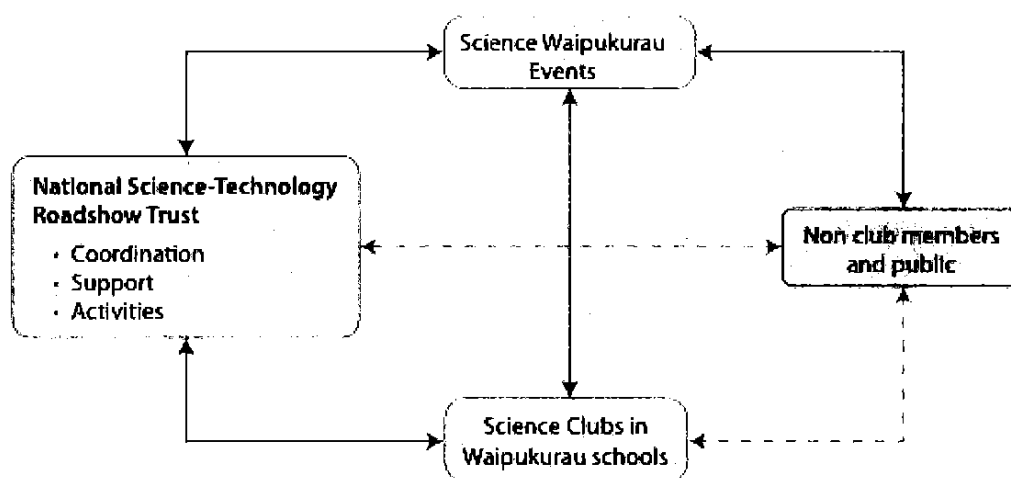 Science Waipukurau
Events
National Science-Technology
Roadshow Trust
• Coordination
• Support
• Activities
Non club members
and public
Science Clubs in
Waipukurau schools